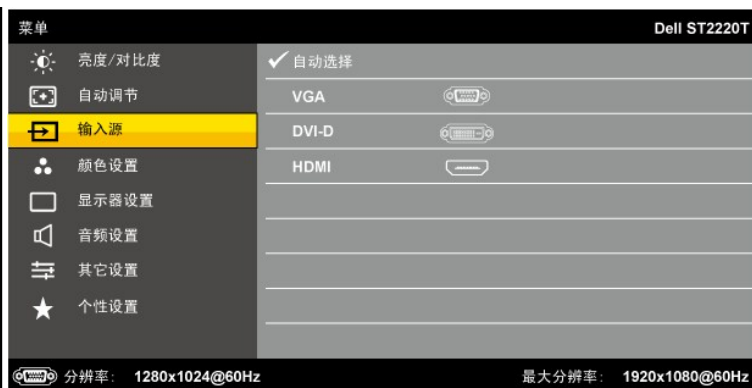 菜单 Dell ST2220T
亮度/对比度 自动选择
自动调节 VGA
输入源 DVI-D
颜色设置 HDMI
显示器设置
音频设置
其它设置
个性设置
分辨率: 1280x1024@60Hz 最大分辨率: 1920x1080@60Hz